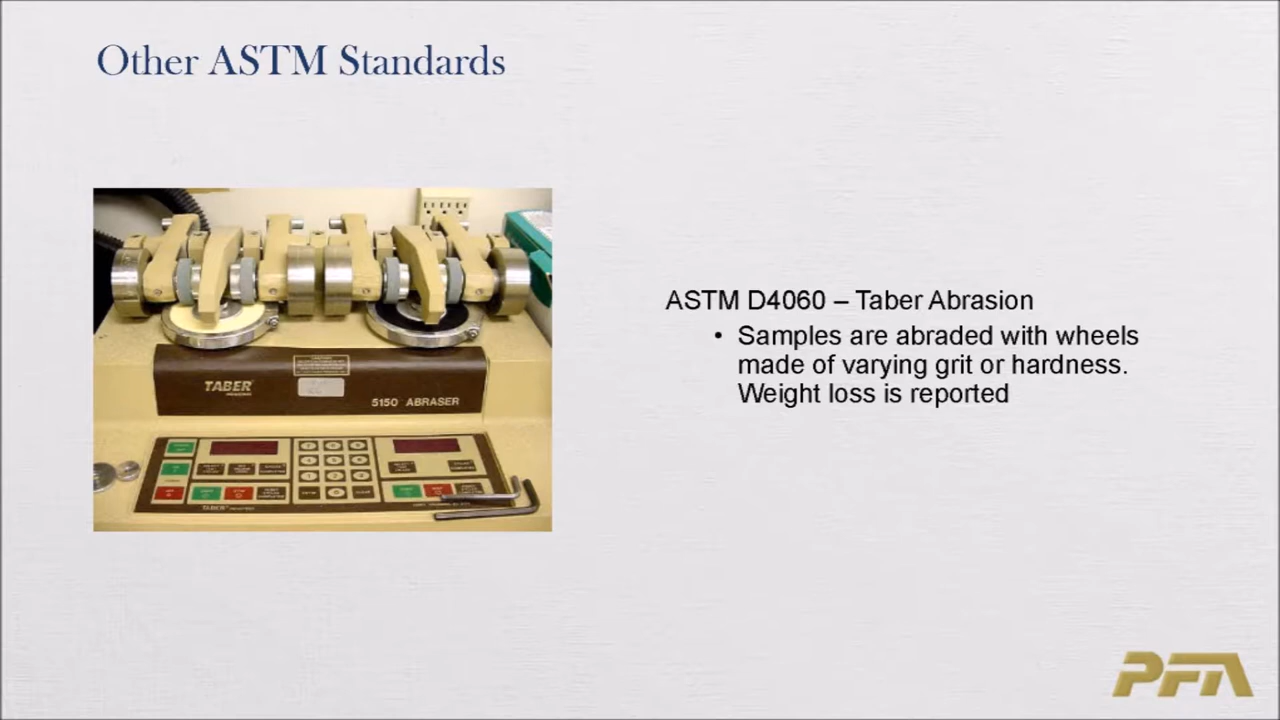 Other ASTM Standards
TABER
5150 ABRASER
ASTM D4060 – Taber Abrasion
• Samples are abraded with wheels
made of varying grit or hardness.
Weight loss is reported
PFA